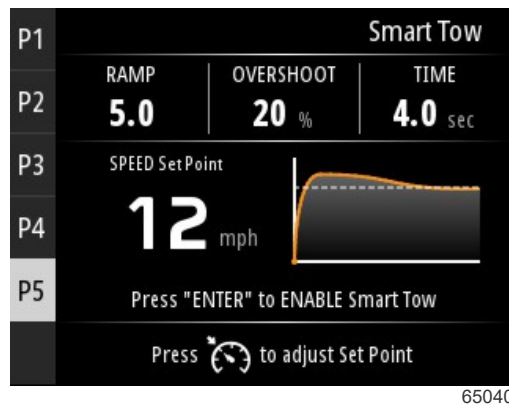 Smart Tow
P1
P2
P3
P4
P5
RAMP OVERSHOOT TIME
5.0 20 % 4.0 sec
SPEED Set Point
12 mph
Press "ENTER" to ENABLE Smart Tow
Press to adjust Set Point
65040